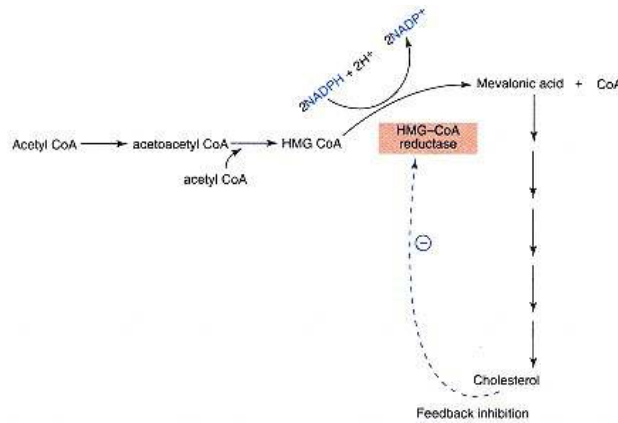 2NADP+
2NADPH + 2H+
Mevalonic acid + CoA
HMG–CoA
reductase
Acetyl CoA acetoacetyl CoA HMG CoA
acetyl CoA
−
Cholesterol
Feedback inhibition